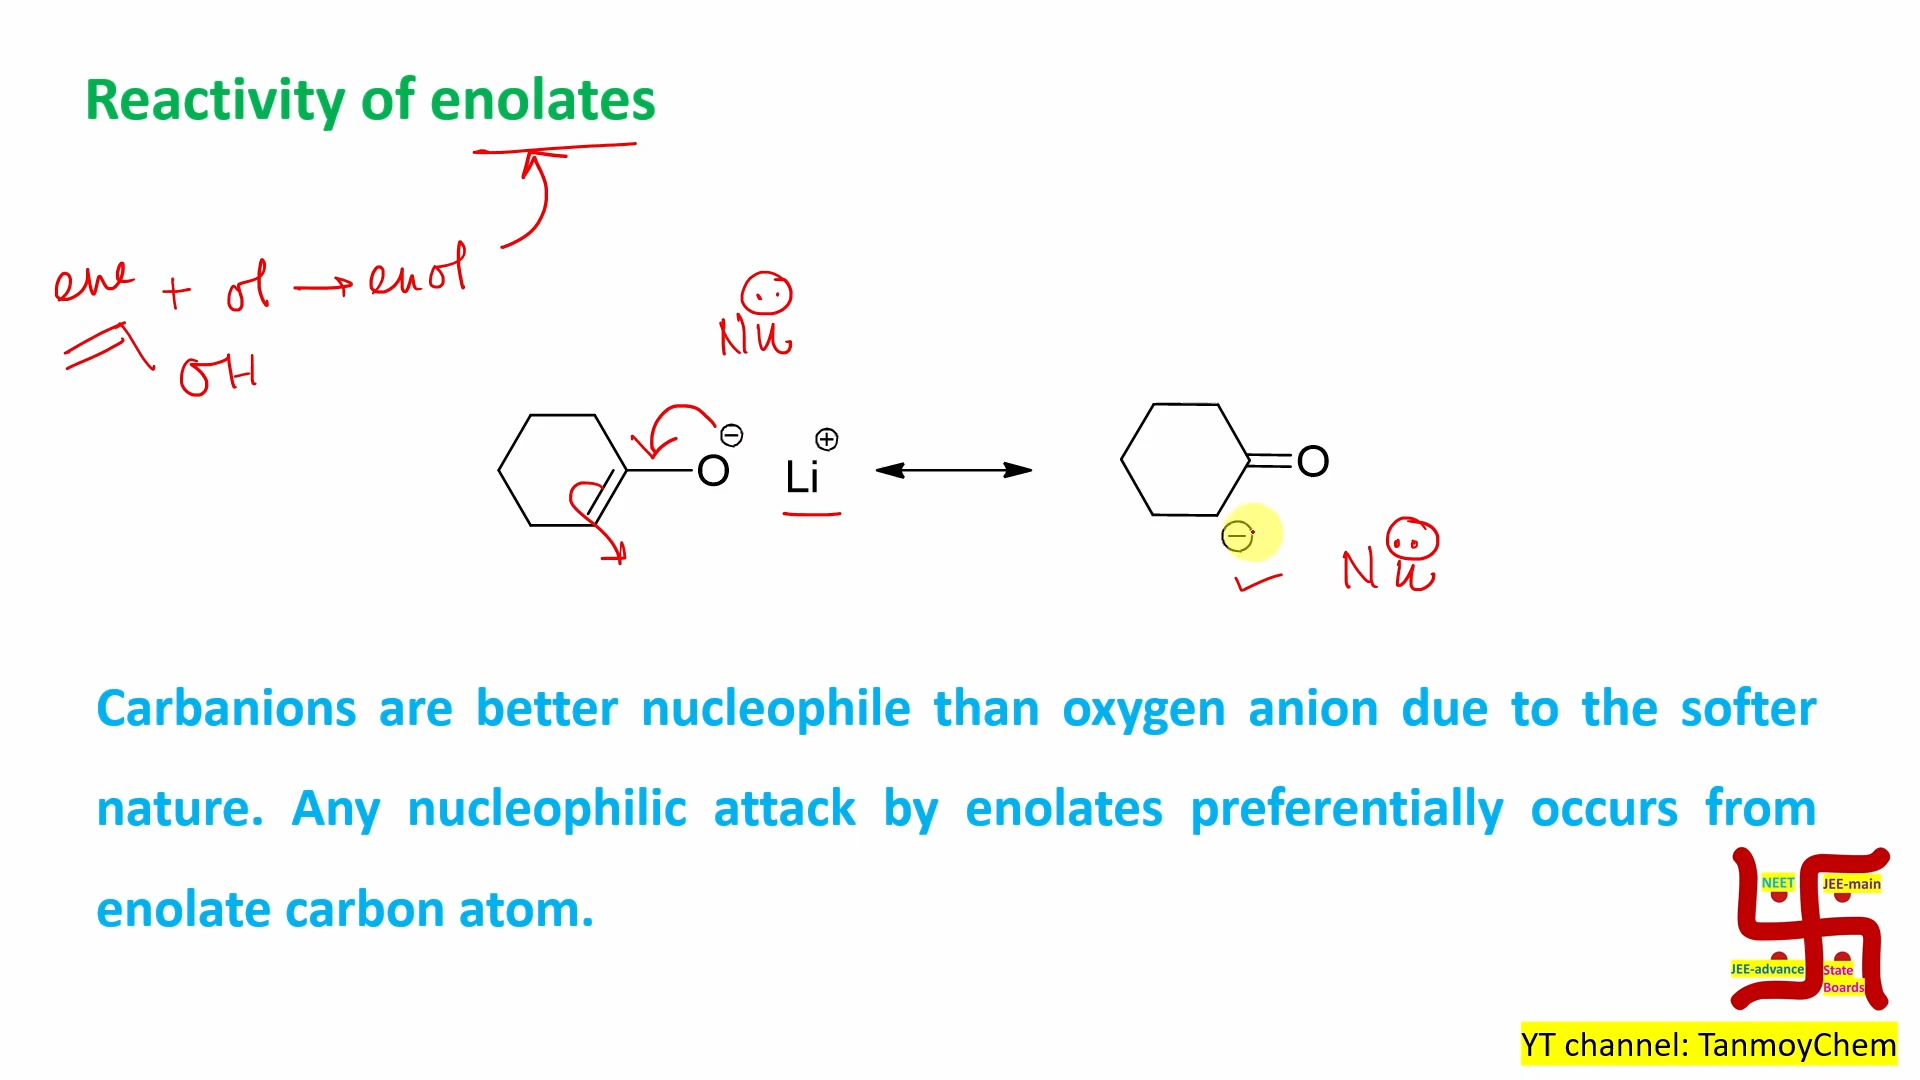 Reactivity of enolates
ene + ol → enol
OH
Nu
O⊖ Li⊕
O
⊖
Nu
Carbanions are better nucleophile than oxygen anion due to the softer
nature. Any nucleophilic attack by enolates preferentially occurs from
enolate carbon atom.
NEET JEE-main
JEE-advance State
Boards
YT channel: TanmoyChem